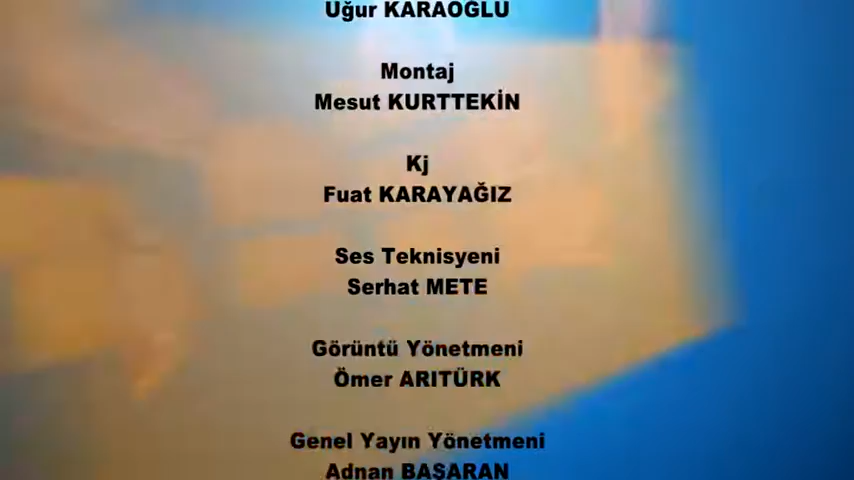 Uğur KARAOĞLU
Montaj
Mesut KURTTEKİN
Kj
Fuat KARAYAĞIZ
Ses Teknisyeni
Serhat METE
Görüntü Yönetmeni
Ömer ARITÜRK
Genel Yayın Yönetmeni
Adnan BAŞARAN